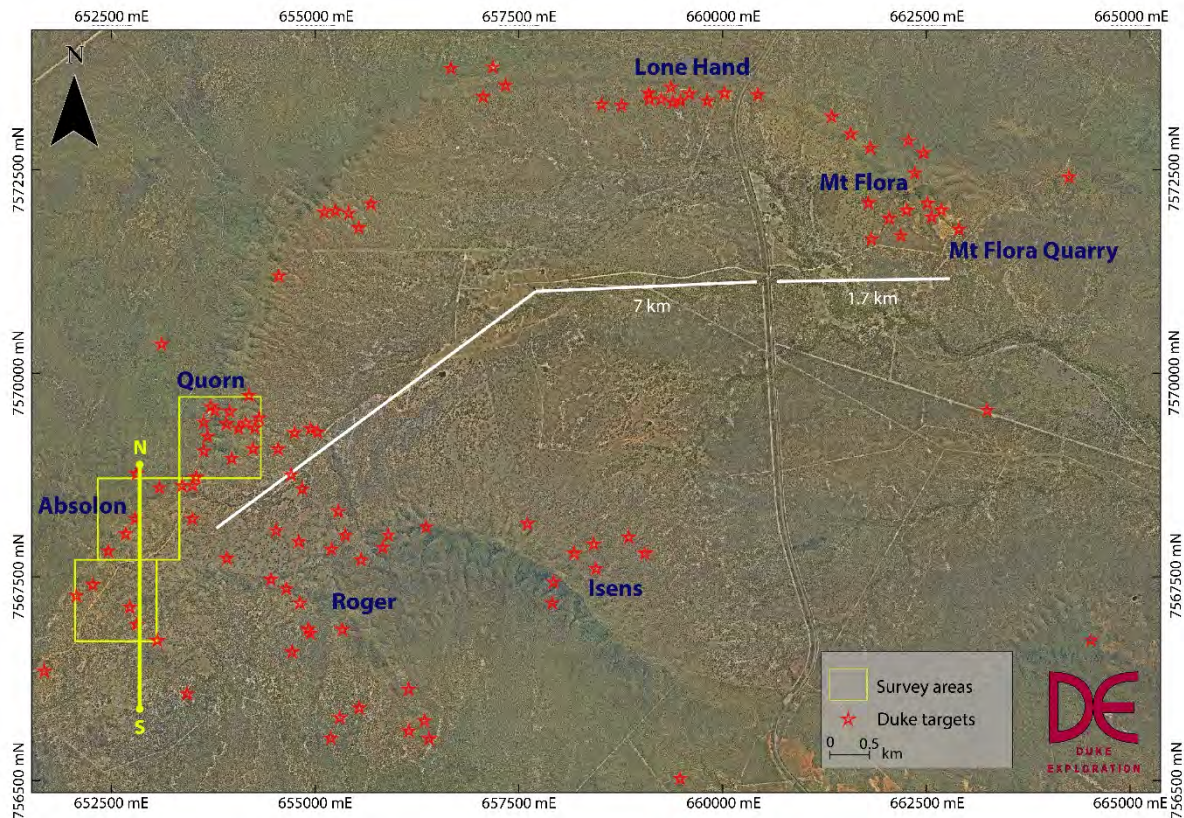 652500 mE 655000 mE 657500 mE 660000 mE 662500 mE 665000 mE
N
Lone Hand
7572500 mN
7572500 mN
Mt Flora
Mt Flora Quarry
7 km
1.7 km
7570000 mN
7570000 mN
Quorn
N
Absolon
7567500 mN
7567500 mN
Isens
Roger
S
Survey areas
Duke targets
0 0.5
km
DE
DUKE
EXPLORATION
756500 mN
756500 mN
652500 mE 655000 mE 657500 mE 660000 mE 662500 mE 665000 mE